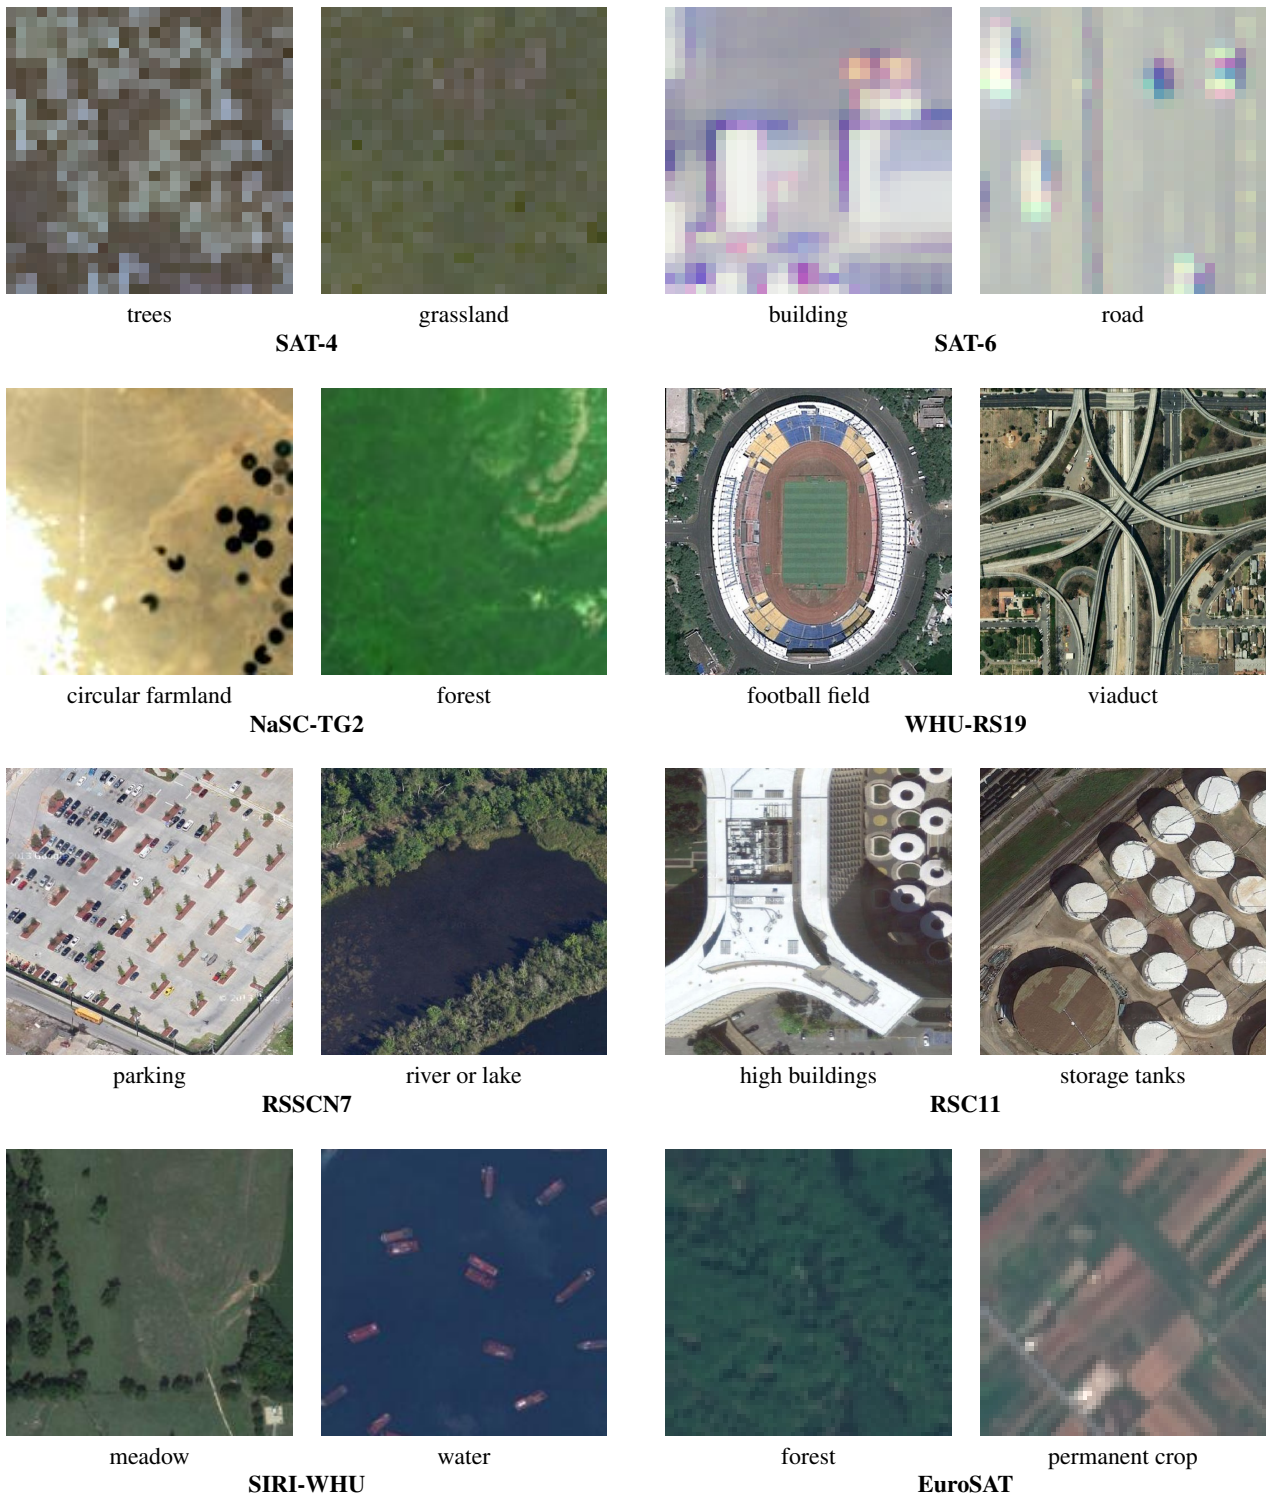 trees
grassland
SAT-4
building
road
SAT-6
circular farmland
forest
NaSC-TG2
football field
viaduct
WHU-RS19
parking
river or lake
RSSCN7
high buildings
storage tanks
RSC11
meadow
water
SIRI-WHU
forest
permanent crop
EuroSAT